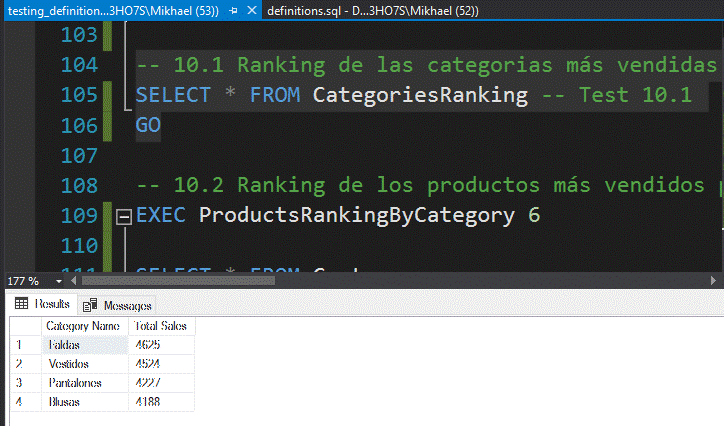 testing_definition...3HO7S\Mikhael (53)) definitions.sql - D...3HO7S\Mikhael (52))
103
104 -- 10.1 Ranking de las categorias más vendidas
105 SELECT * FROM CategoriesRanking -- Test 10.1
106 GO
107
108 -- 10.2 Ranking de los productos más vendidos
109 EXEC ProductsRankingByCategory 6
110
111 SELECT * FROM
177 %
Results Messages
Category Name Total Sales
1 Faldas 4625
2 Vestidos 4524
3 Pantalones 4227
4 Blusas 4188